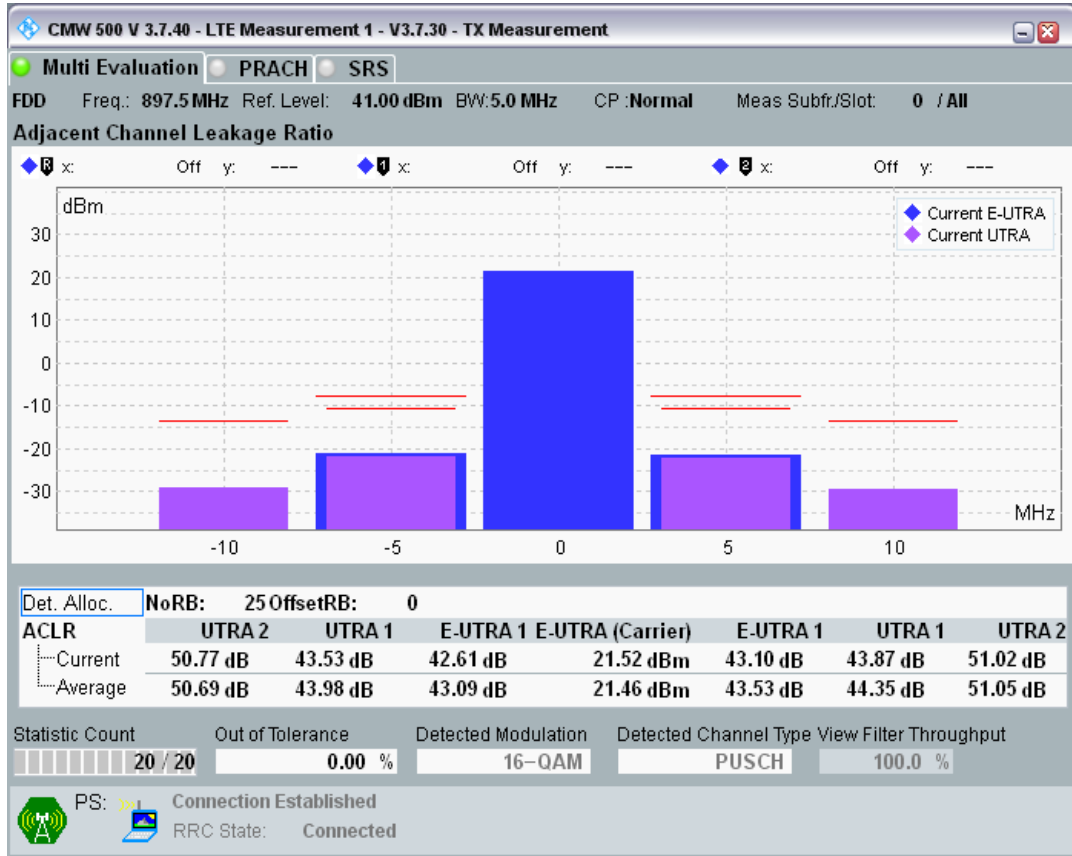 CMW 500 V 3.7.40 - LTE Measurement 1 - V3.7.30 - TX Measurement
Multi Evaluation PRACH SRS
FDD Freq.: 897.5 MHz Ref. Level: 41.00 dBm BW: 5.0 MHz CP : Normal Meas Subfr./Slot: 0 / All
Adjacent Channel Leakage Ratio
R x: Off y: --- 1 x: Off y: --- 2 x: Off y: ---
dBm
Current E-UTRA
Current UTRA
30
20
10
0
-10
-20
-30
MHz
-10 -5 0 5 10
Det. Alloc. NoRB: 25 OffsetRB: 0
ACLR UTRA 2 UTRA 1 E-UTRA 1 E-UTRA (Carrier) E-UTRA 1 UTRA 1 UTRA 2
Current 50.77 dB 43.53 dB 42.61 dB 21.52 dBm 43.10 dB 43.87 dB 51.02 dB
Average 50.69 dB 43.98 dB 43.09 dB 21.46 dBm 43.53 dB 44.35 dB 51.05 dB
Statistic Count Out of Tolerance Detected Modulation Detected Channel Type View Filter Throughput
20 / 20 0.00 % 16-QAM PUSCH 100.0 %
PS: Connection Established
RRC State: Connected